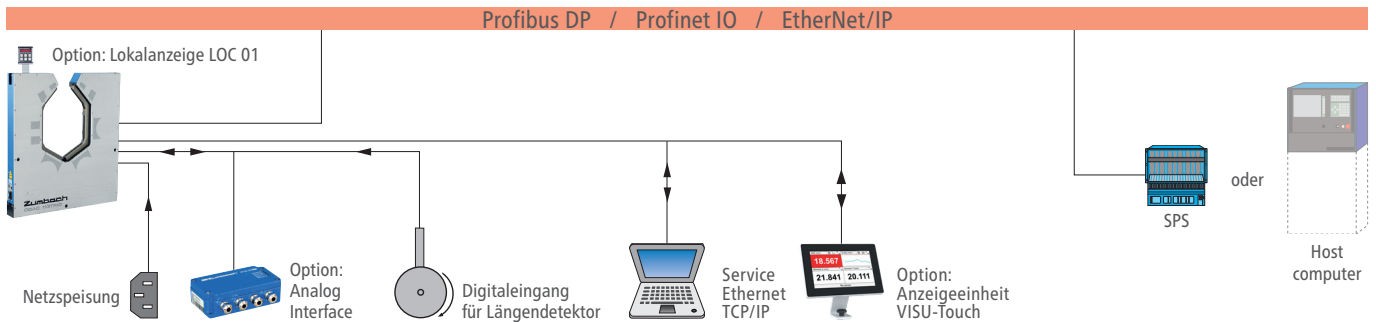 Profibus DP / Profinet IO / EtherNet/IP
Option: Lokalanzeige LOC 01
Zumbach
oder
SPS
Host
computer
Netzspeisung
Option:
Analog
Interface
Digitaleingang
für Längendetektor
Service
Ethernet
TCP/IP
18.567
21.841 20.111
Option:
Anzeigeeinheit
VISU-Touch